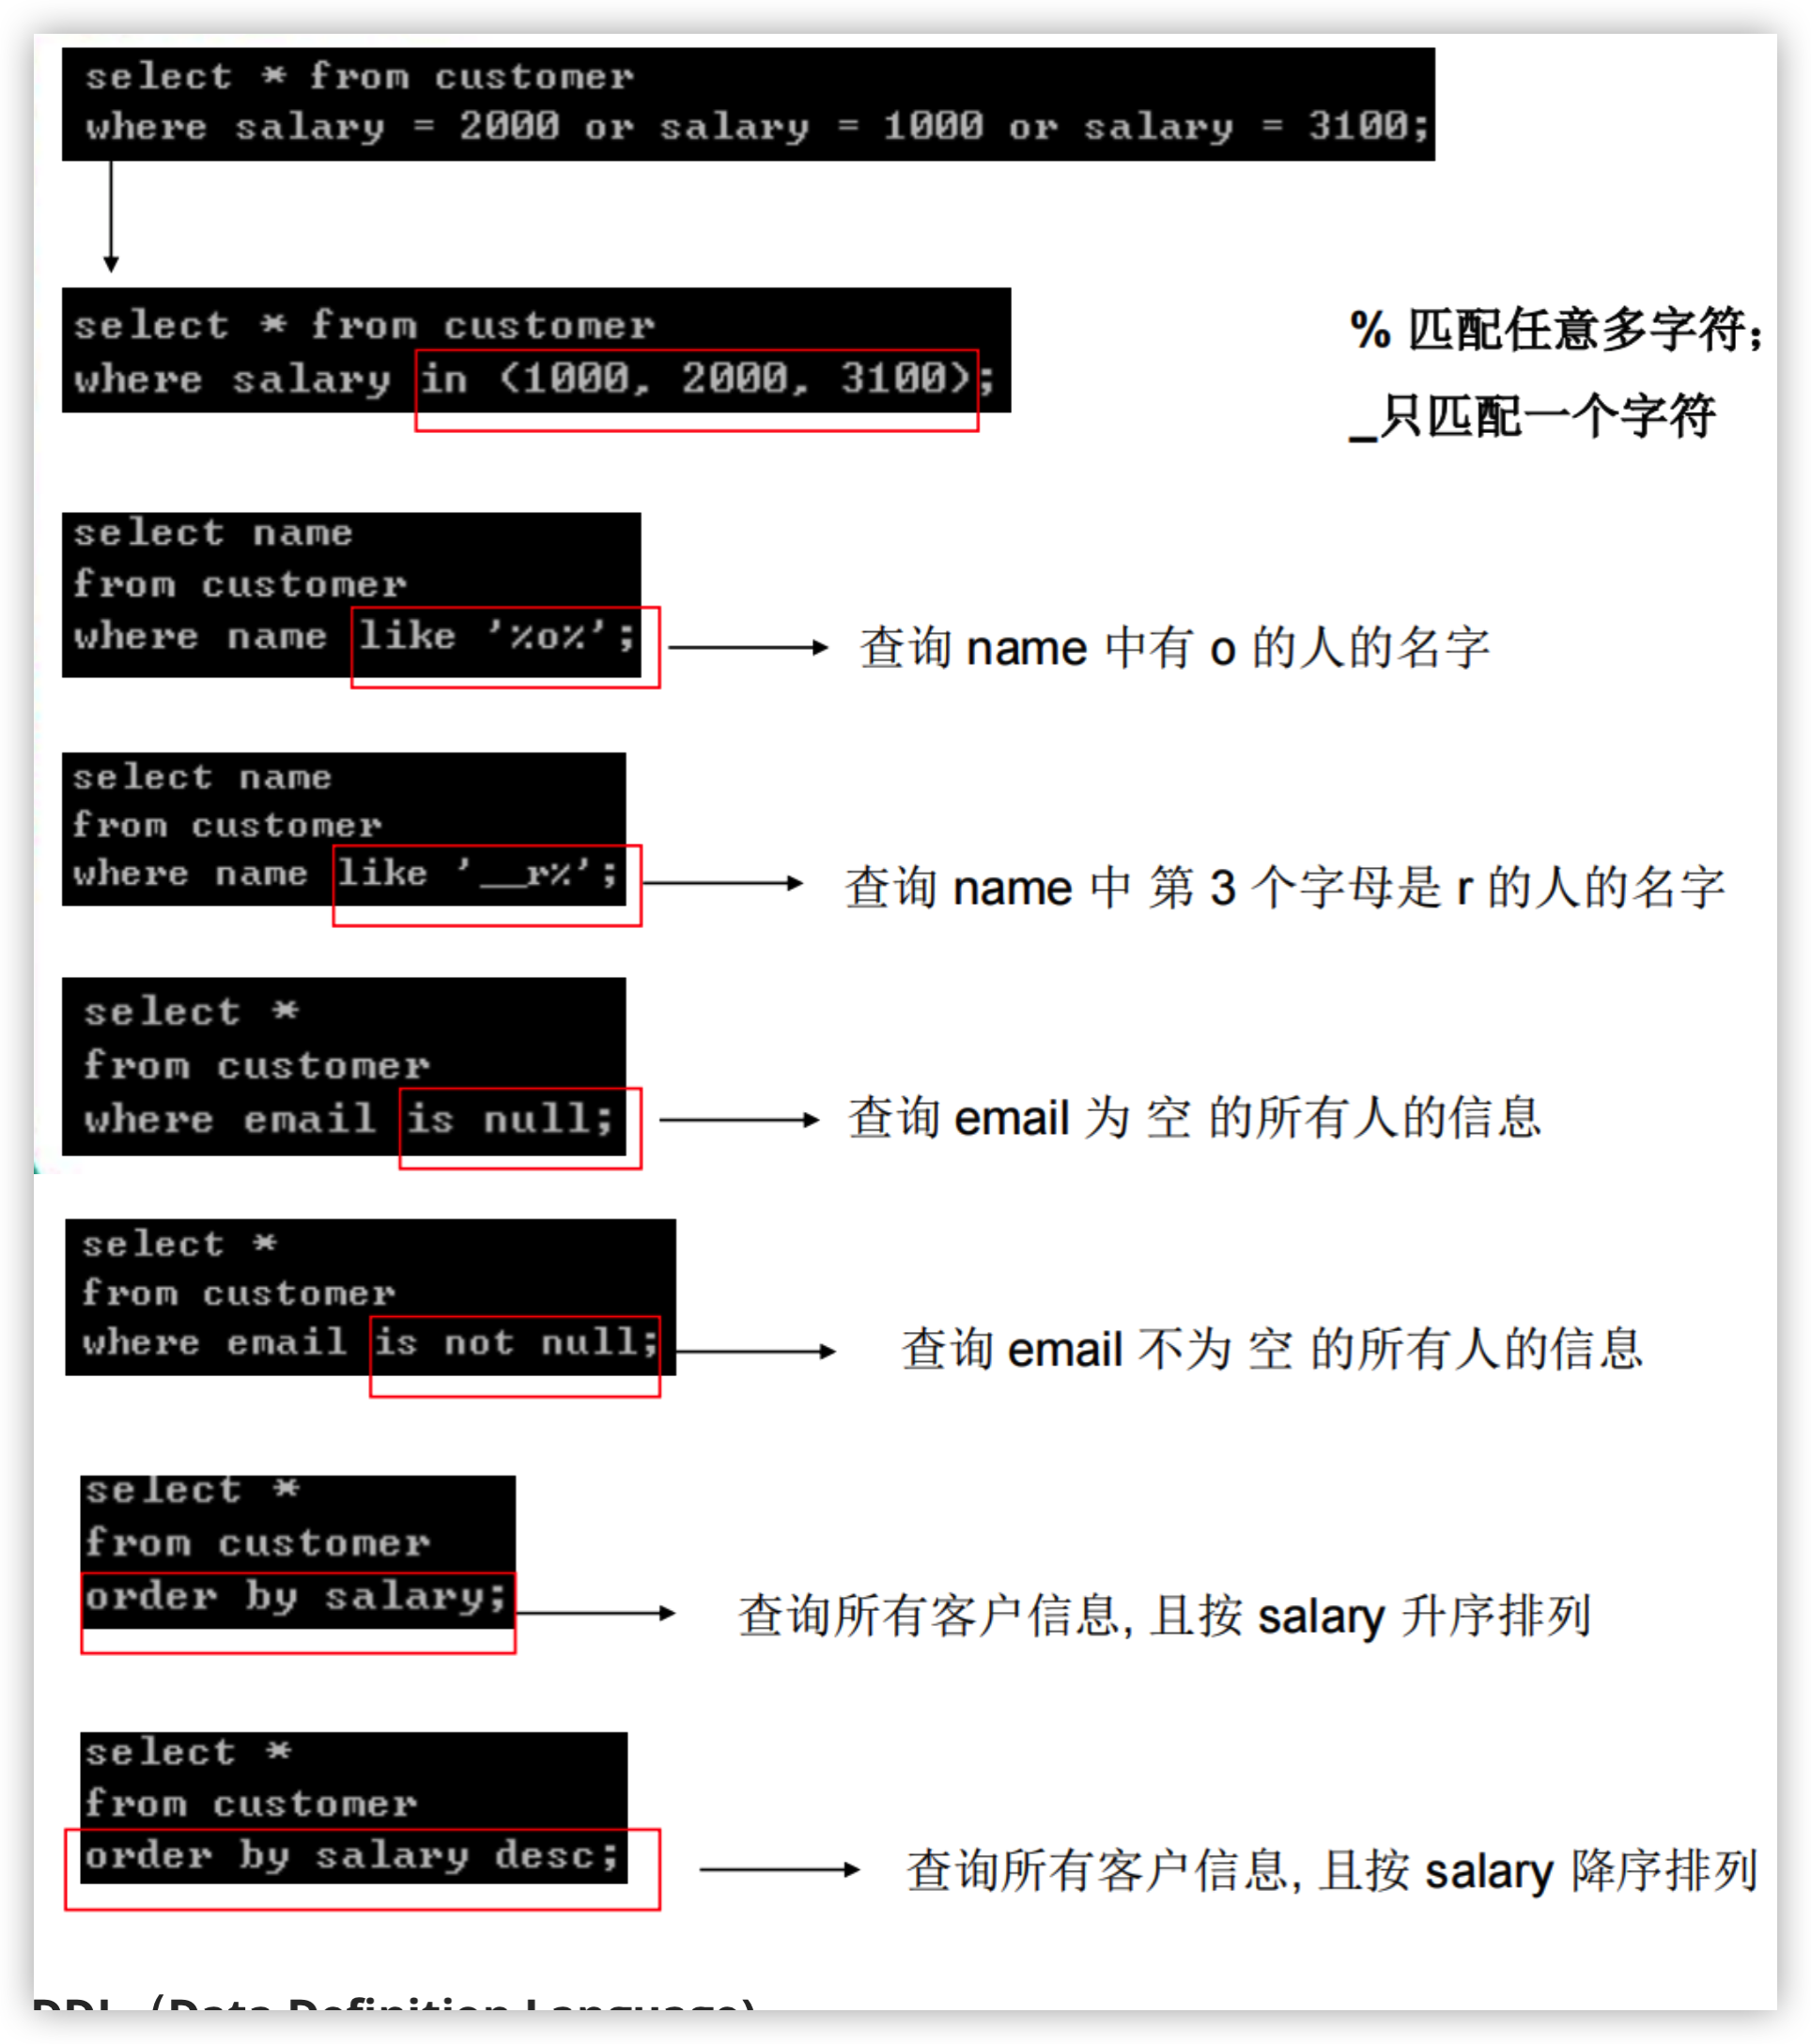 select * from customer
where salary = 2000 or salary = 1000 or salary = 3100;
select * from customer
where salary in (1000, 2000, 3100);
% 匹配任意多字符;
_只匹配一个字符
select name
from customer
where name like '%o%';
查询 name 中有 o 的人的名字
select name
from customer
where name like '__r%';
查询 name 中 第 3 个字母是 r 的人的名字
select *
from customer
where email is null;
查询 email 为 空 的所有人的信息
select *
from customer
where email is not null;
查询 email 不为 空 的所有人的信息
select *
from customer
order by salary;
查询所有客户信息, 且按 salary 升序排列
select *
from customer
order by salary desc;
查询所有客户信息, 且按 salary 降序排列
DDL (Data Definition Language)